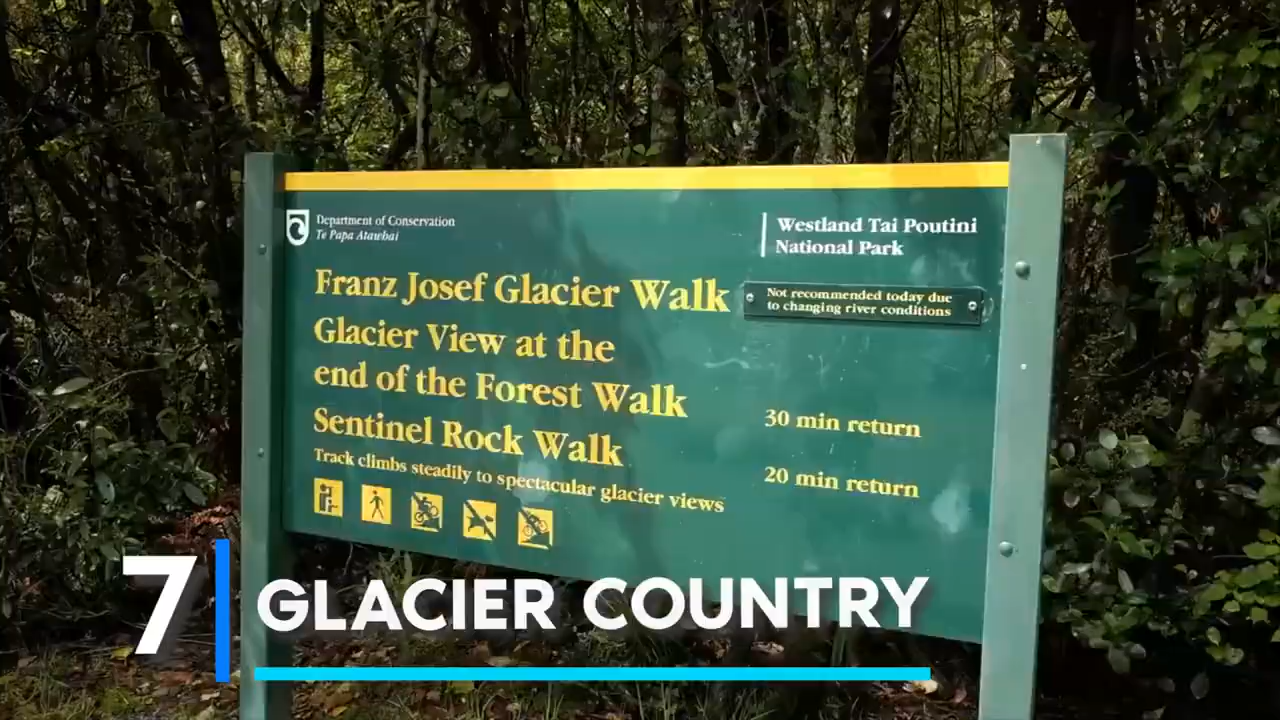 Department of Conservation
Te Papa Atawbai
Westland Tai Poutini
National Park
Franz Josef Glacier Walk
Not recommended today due
to changing river conditions
Glacier View at the
end of the Forest Walk
30 min return
Sentinel Rock Walk
20 min return
Track climbs steadily to spectacular glacier views
7
GLACIER COUNTRY